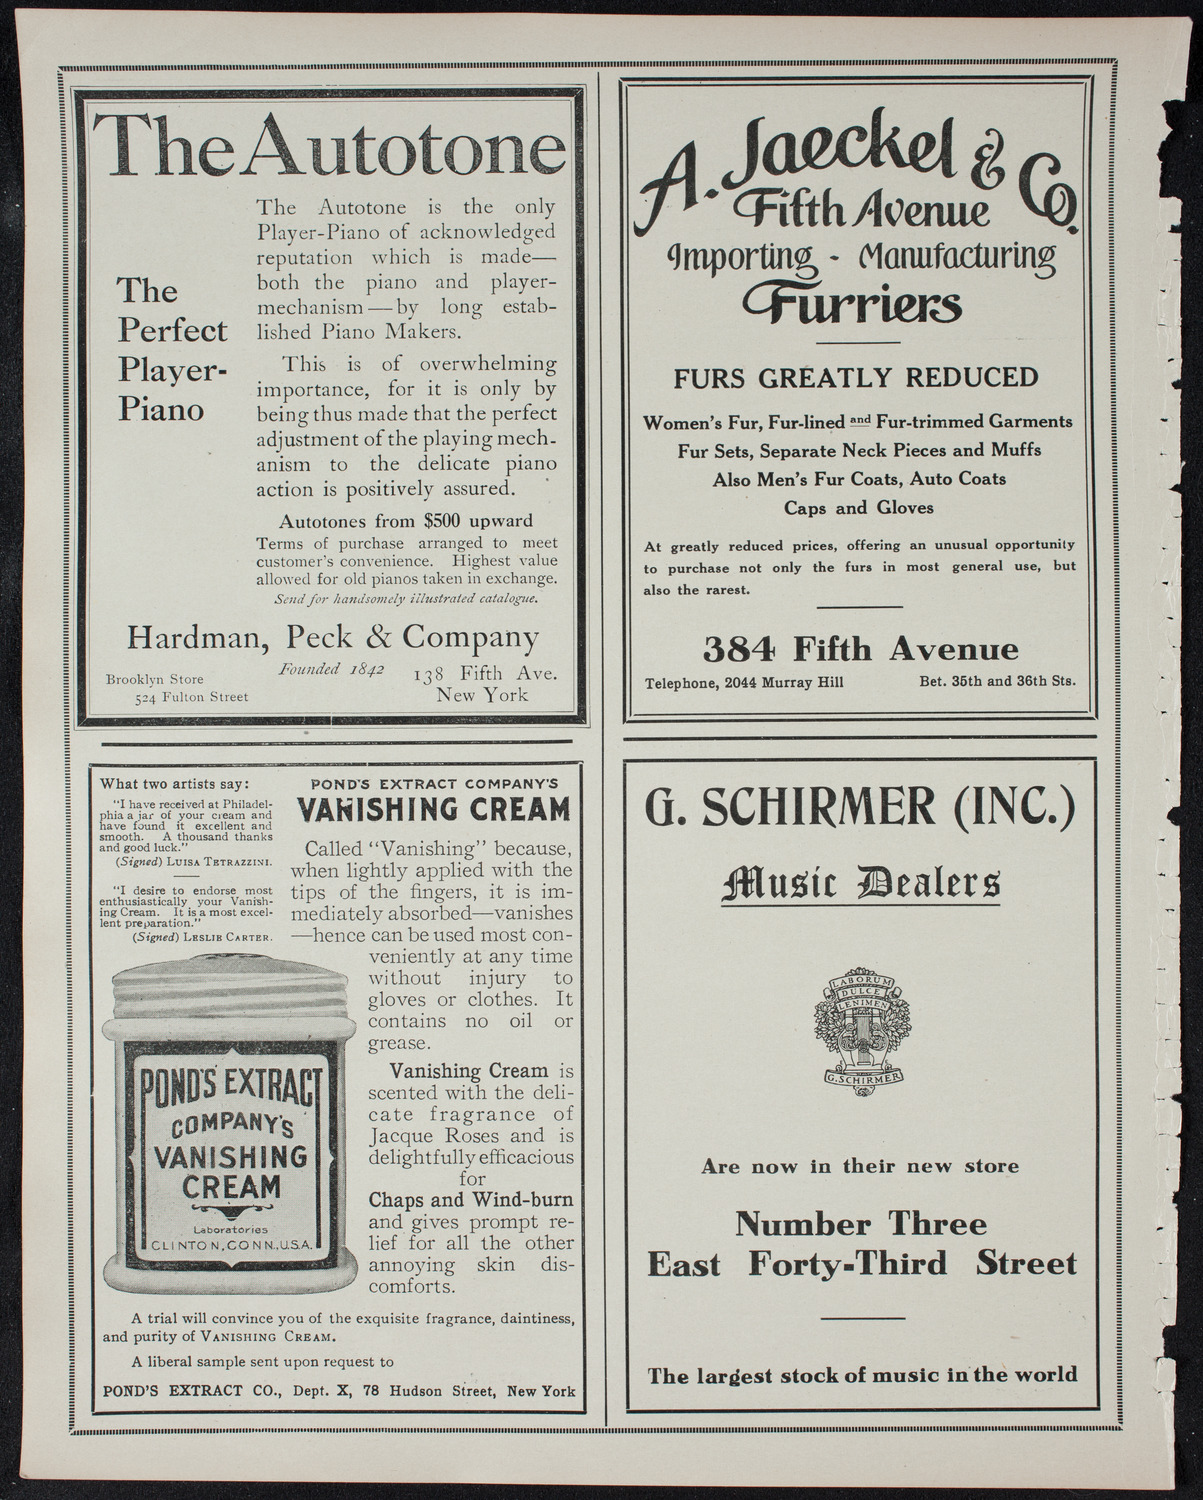 The Autotone
The
Perfect
Player-
Piano
The Autotone is the only
Player-Piano of acknowledged
reputation which is made—
both the piano and player-
mechanism—by long estab-
lished Piano Makers.
This is of overwhelming
importance, for it is only by
being thus made that the perfect
adjustment of the playing mech-
anism to the delicate piano
action is positively assured.
Autotones from $500 upward
Terms of purchase arranged to meet
customer's convenience. Highest value
allowed for old pianos taken in exchange.
Send for handsomely illustrated catalogue.
Hardman, Peck & Company
Founded 1842
Brooklyn Store
524 Fulton Street
138 Fifth Ave.
New York
A. Jaeckel & Co.
Fifth Avenue
Importing - Manufacturing
Furriers
FURS GREATLY REDUCED
Women's Fur, Fur-lined and Fur-trimmed Garments
Fur Sets, Separate Neck Pieces and Muffs
Also Men's Fur Coats, Auto Coats
Caps and Gloves
At greatly reduced prices, offering an unusual opportunity
to purchase not only the furs in most general use, but
also the rarest.
384 Fifth Avenue
Telephone, 2044 Murray Hill Bet. 35th and 36th Sts.
What two artists say:
"I have received at Philadel-
phia a jar of your cream and
have found it excellent and
smooth. A thousand thanks
and good luck."
(Signed) LUISA TETRAZZINI.
"I desire to endorse most
enthusiastically your Vanish-
ing Cream. It is a most excel-
lent preparation."
(Signed) LESLIE CARTER.
POND'S EXTRACT COMPANY'S
VANISHING CREAM
Called "Vanishing" because,
when lightly applied with the
tips of the fingers, it is im-
mediately absorbed—vanishes
—hence can be used most con-
veniently at any time
without injury to
gloves or clothes. It
contains no oil or
grease.
Vanishing Cream is
scented with the deli-
cate fragrance of
Jacque Roses and is
delightfully efficacious
for
Chaps and Wind-burn
and gives prompt re-
lief for all the other
annoying skin dis-
comforts.
POND'S EXTRACT
COMPANY'S
VANISHING
CREAM
Laboratories
CLINTON, CONN., U.S.A.
A trial will convince you of the exquisite fragrance, daintiness,
and purity of VANISHING CREAM.
A liberal sample sent upon request to
POND'S EXTRACT CO., Dept. X, 78 Hudson Street, New York
G. SCHIRMER (INC.)
Music Dealers
LABORUM
DULCE
LENIMEN
G. SCHIRMER
Are now in their new store
Number Three
East Forty-Third Street
The largest stock of music in the world